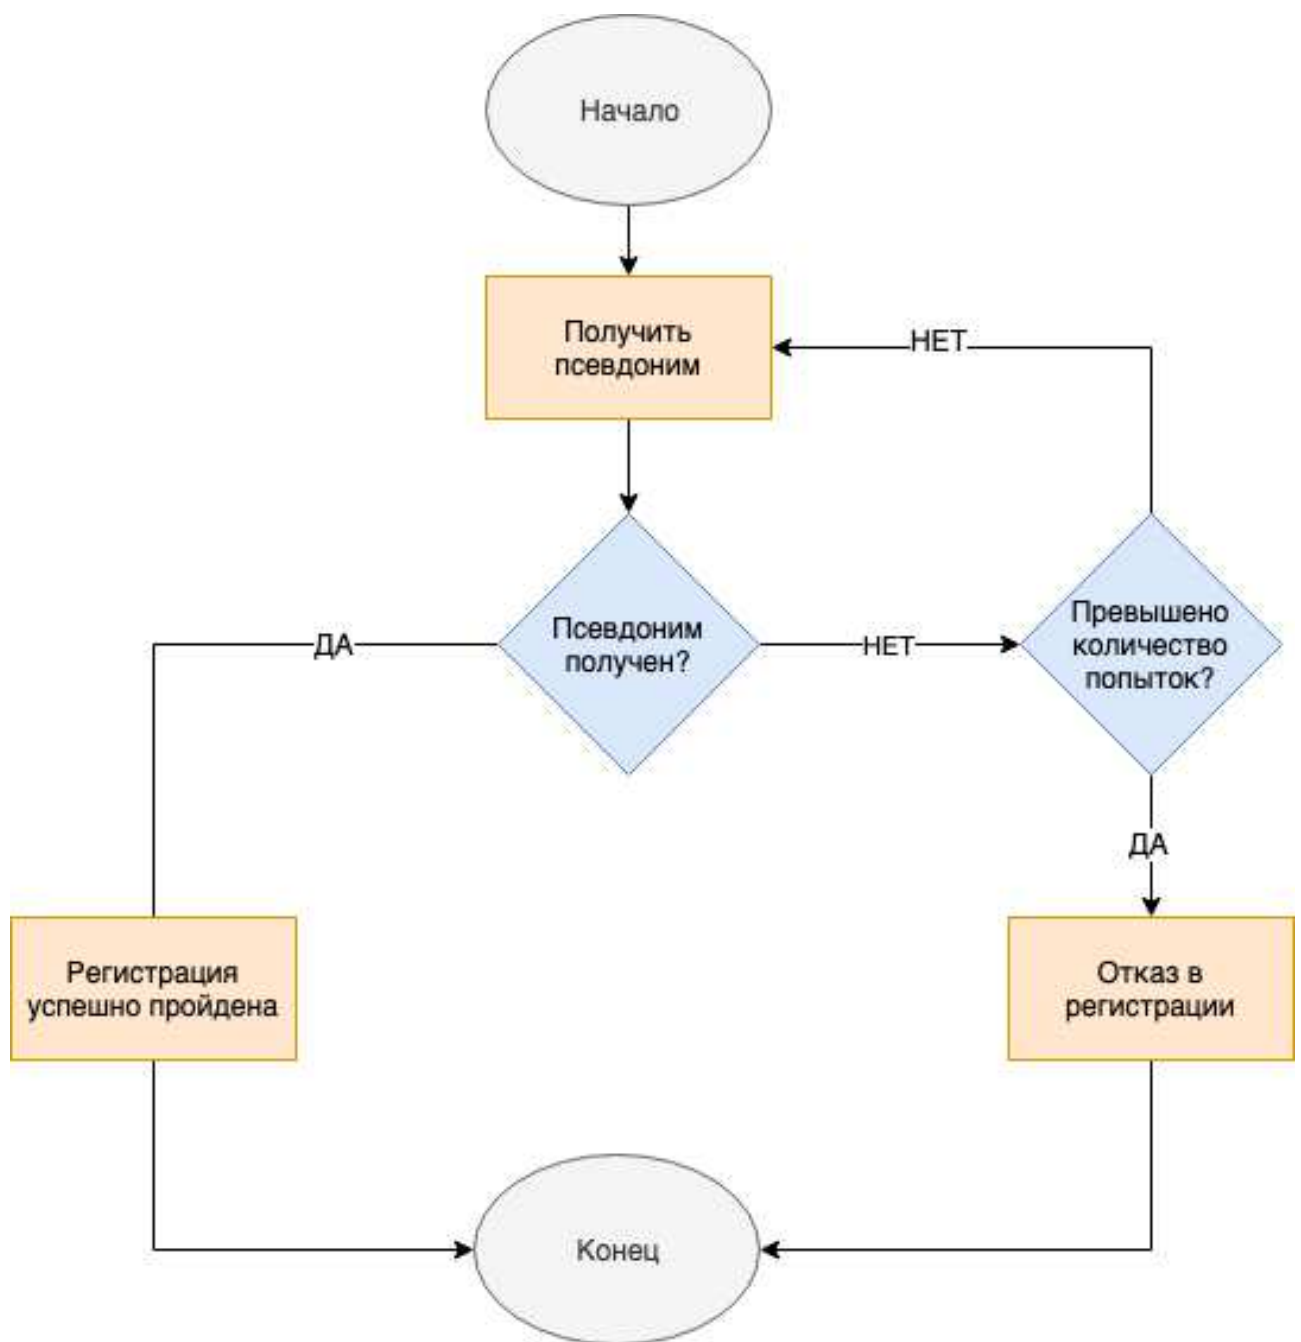 Начало
Получить
псевдоним
НЕТ
Псевдоним
получен?
ДА
НЕТ
Превышено
количество
попыток?
ДА
Регистрация
успешно пройдена
Отказ в
регистрации
Конец